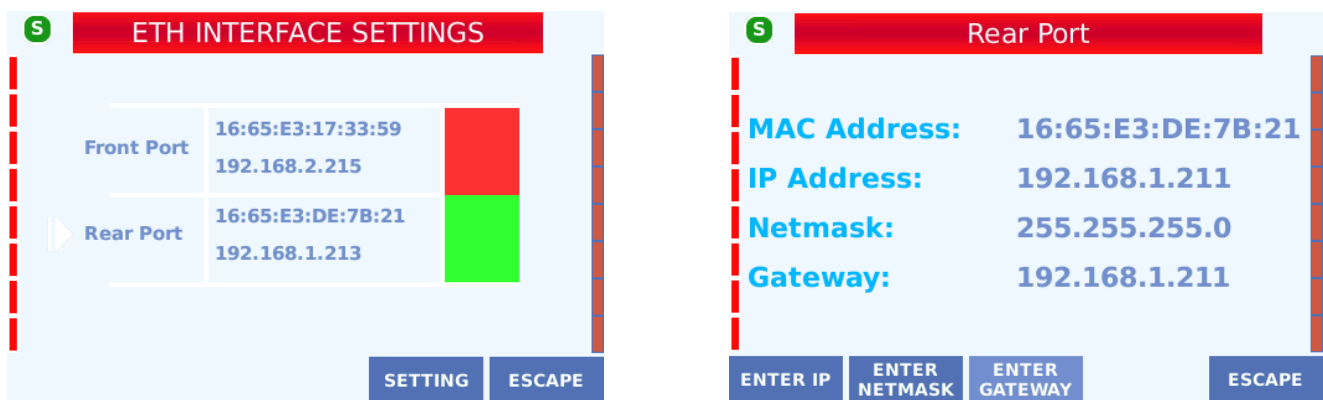 S
ETH INTERFACE SETTINGS
Front Port
16:65:E3:17:33:59
192.168.2.215
Rear Port
16:65:E3:DE:7B:21
192.168.1.213
SETTING
ESCAPE
S
Rear Port
MAC Address: 16:65:E3:DE:7B:21
IP Address: 192.168.1.211
Netmask: 255.255.255.0
Gateway: 192.168.1.211
ENTER IP
ENTER
NETMASK
ENTER
GATEWAY
ESCAPE